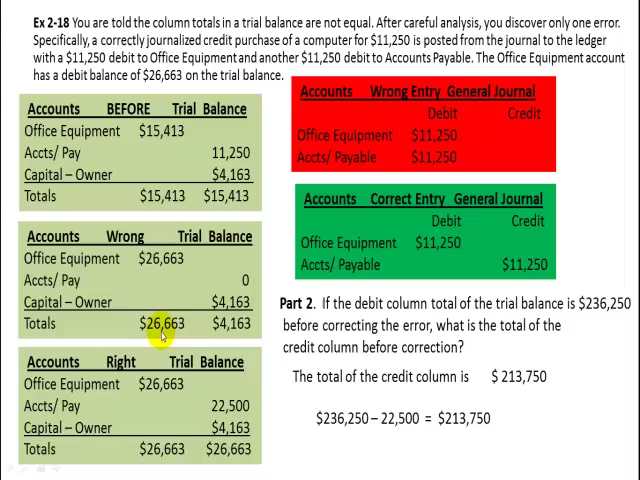 Ex 2-18 You are told the column totals in a trial balance are not equal. After careful analysis, you discover only one error.
Specifically, a correctly journalized credit purchase of a computer for $11,250 is posted from the journal to the ledger
with a $11,250 debit to Office Equipment and another $11,250 debit to Accounts Payable. The Office Equipment account
has a debit balance of $26,663 on the trial balance.
Accounts BEFORE Trial Balance
Office Equipment $15,413
Accts/ Pay 11,250
Capital – Owner $4,163
Totals $15,413 $15,413
Accounts Wrong Trial Balance
Office Equipment $26,663
Accts/ Pay 0
Capital – Owner $4,163
Totals $26,663 $4,163
Accounts Right Trial Balance
Office Equipment $26,663
Accts/ Pay 22,500
Capital – Owner $4,163
Totals $26,663 $26,663
Accounts Wrong Entry General Journal
Debit Credit
Office Equipment $11,250
Accts/ Payable $11,250
Accounts Correct Entry General Journal
Debit Credit
Office Equipment $11,250
Accts/ Payable $11,250
Part 2. If the debit column total of the trial balance is $236,250
before correcting the error, what is the total of the
credit column before correction?
The total of the credit column is $ 213,750
$236,250 – 22,500 = $213,750